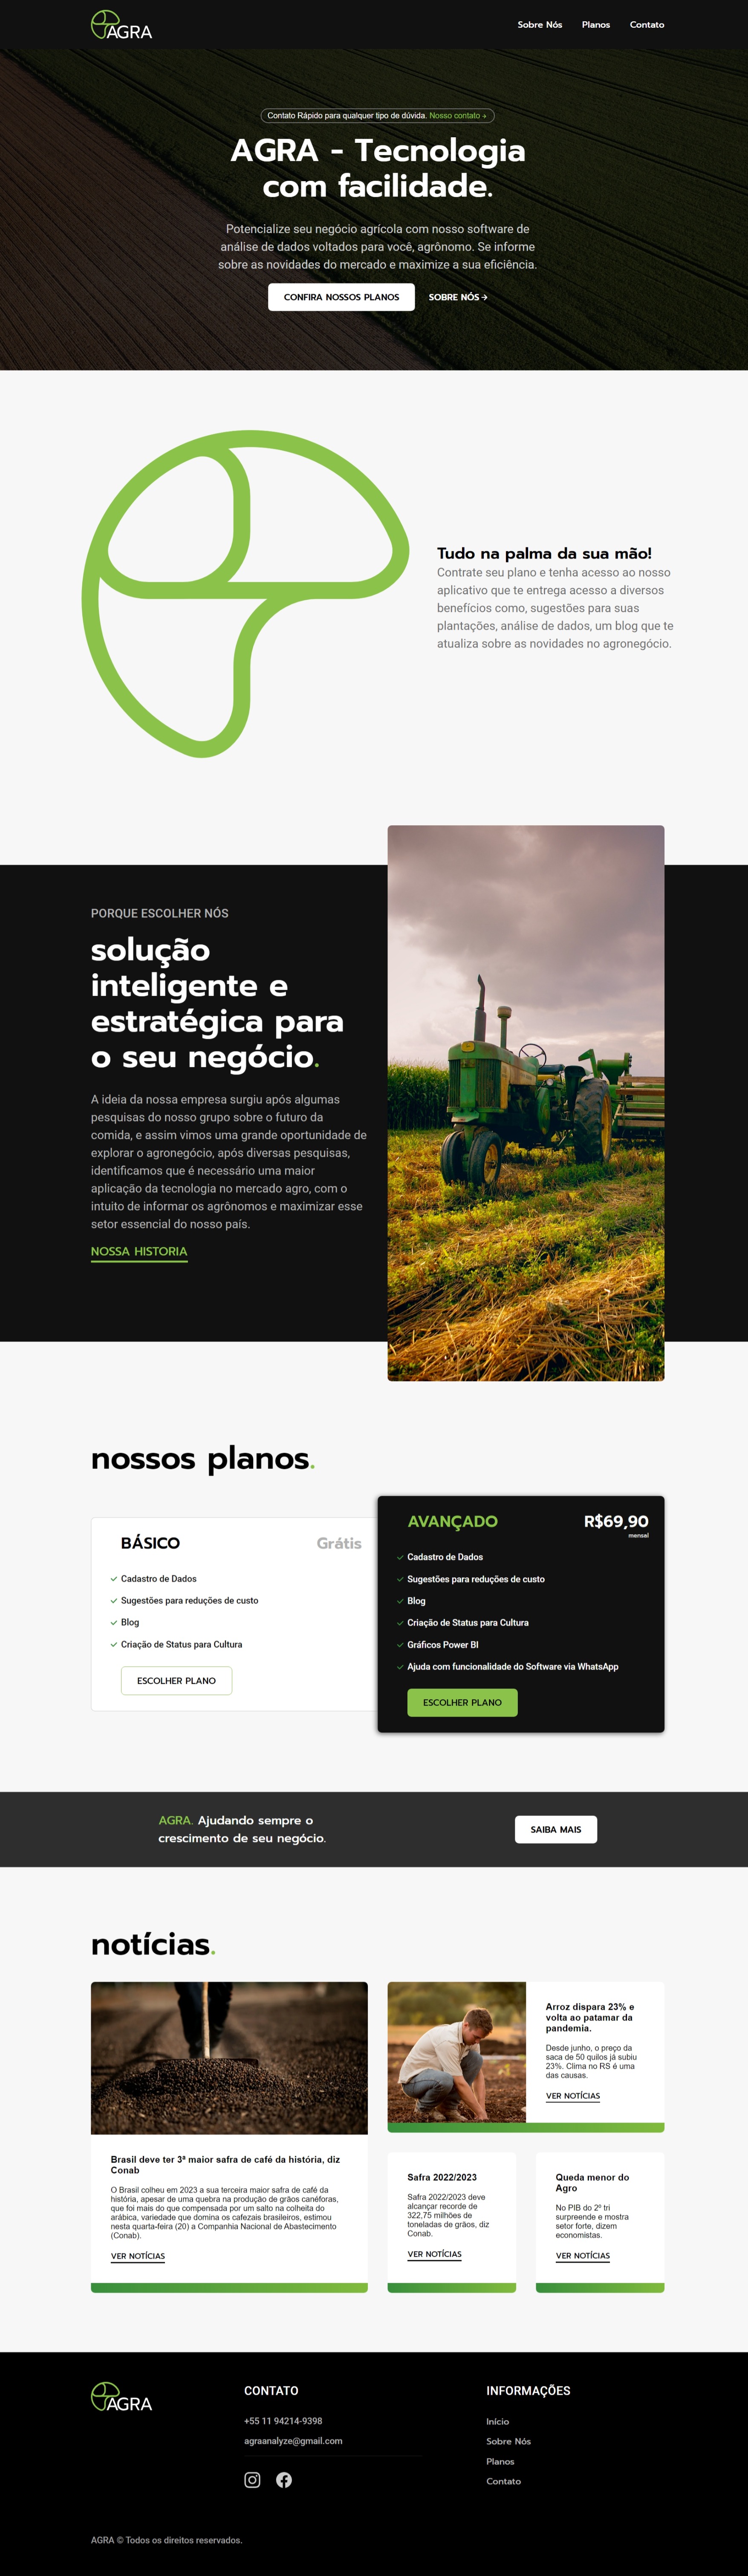 AGRA
Sobre Nós
Planos
Contato
Contato Rápido para qualquer tipo de dúvida. Nosso contato →
AGRA - Tecnologia
com facilidade.
Potencialize seu negócio agrícola com nosso software de
análise de dados voltados para você, agrônomo. Se informe
sobre as novidades do mercado e maximize a sua eficiência.
CONFIRA NOSSOS PLANOS
SOBRE NÓS →
Tudo na palma da sua mão!
Contrate seu plano e tenha acesso ao nosso
aplicativo que te entrega acesso a diversos
benefícios como, sugestões para suas
plantações, análise de dados, um blog que te
atualiza sobre as novidades no agronegócio.
PORQUE ESCOLHER NÓS
solução
inteligente e
estratégica para
o seu negócio.
A ideia da nossa empresa surgiu após algumas
pesquisas do nosso grupo sobre o futuro da
comida, e assim vimos uma grande oportunidade de
explorar o agronegócio, após diversas pesquisas,
identificamos que é necessário uma maior
aplicação da tecnologia no mercado agro, com o
intuito de informar os agrônomos e maximizar esse
setor essencial do nosso país.
NOSSA HISTORIA
nossos planos.
BÁSICO
Grátis
Cadastro de Dados
Sugestões para reduções de custo
Blog
Criação de Status para Cultura
ESCOLHER PLANO
AVANÇADO
R$69,90
mensal
Cadastro de Dados
Sugestões para reduções de custo
Blog
Criação de Status para Cultura
Gráficos Power BI
Ajuda com funcionalidade do Software via WhatsApp
ESCOLHER PLANO
AGRA. Ajudando sempre o
crescimento de seu negócio.
SAIBA MAIS
notícias.
Brasil deve ter 3ª maior safra de café da história, diz
Conab
O Brasil colheu em 2023 a sua terceira maior safra de café da
história, apesar de uma quebra na produção de grãos canéforas,
que foi mais do que compensada por um salto na colheita do
arábica, variedade que domina os cafezais brasileiros, estimou
nesta quarta-feira (20) a Companhia Nacional de Abastecimento
(Conab).
VER NOTÍCIAS
Arroz dispara 23% e
volta ao patamar da
pandemia.
Desde junho, o preço da
saca de 50 quilos já subiu
23%. Clima no RS é uma
das causas.
VER NOTÍCIAS
Safra 2022/2023
Safra 2022/2023 deve
alcançar recorde de
322,75 milhões de
toneladas de grãos, diz
Conab.
VER NOTÍCIAS
Queda menor do
Agro
No PIB do 2º tri
surpreende e mostra
setor forte, dizem
economistas.
VER NOTÍCIAS
AGRA
CONTATO
+55 11 94214-9398
agraanalyze@gmail.com
INFORMAÇÕES
Início
Sobre Nós
Planos
Contato
AGRA © Todos os direitos reservados.